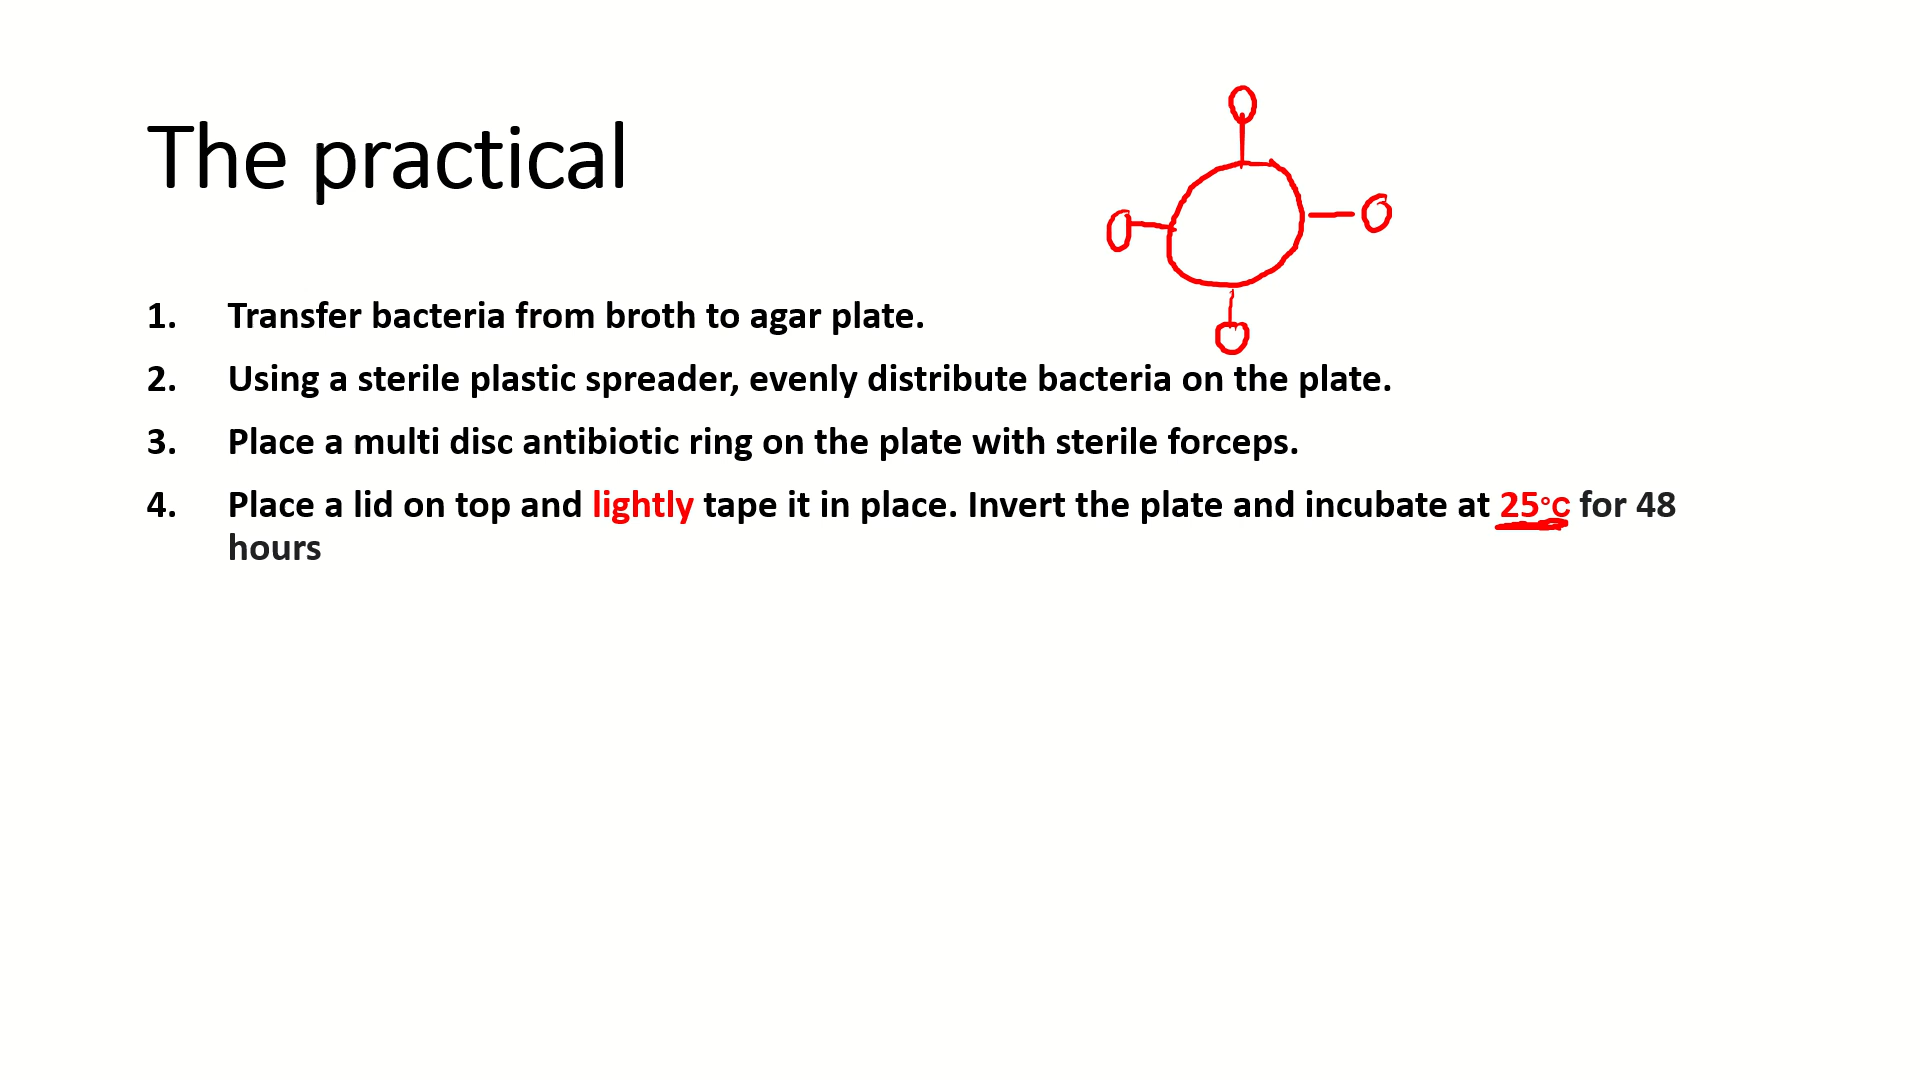 The practical
1. Transfer bacteria from broth to agar plate.
2. Using a sterile plastic spreader, evenly distribute bacteria on the plate.
3. Place a multi disc antibiotic ring on the plate with sterile forceps.
4. Place a lid on top and lightly tape it in place. Invert the plate and incubate at 25°C for 48
hours